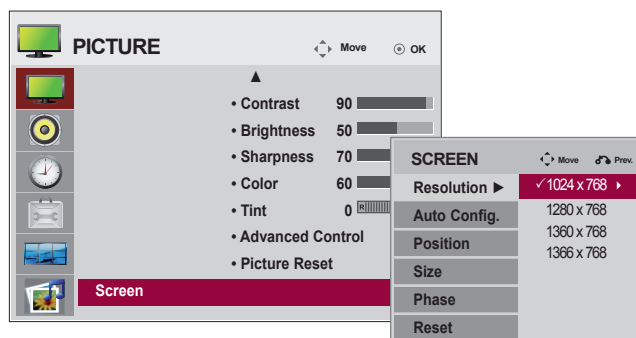 PICTURE Move OK
▲
• Contrast 90
• Brightness 50
• Sharpness 70
• Color 60
• Tint 0 R
• Advanced Control
• Picture Reset
Screen
SCREEN Move Prev.
Resolution ► ✓1024 x 768
Auto Config. 1280 x 768
Position 1360 x 768
Size 1366 x 768
Phase
Reset